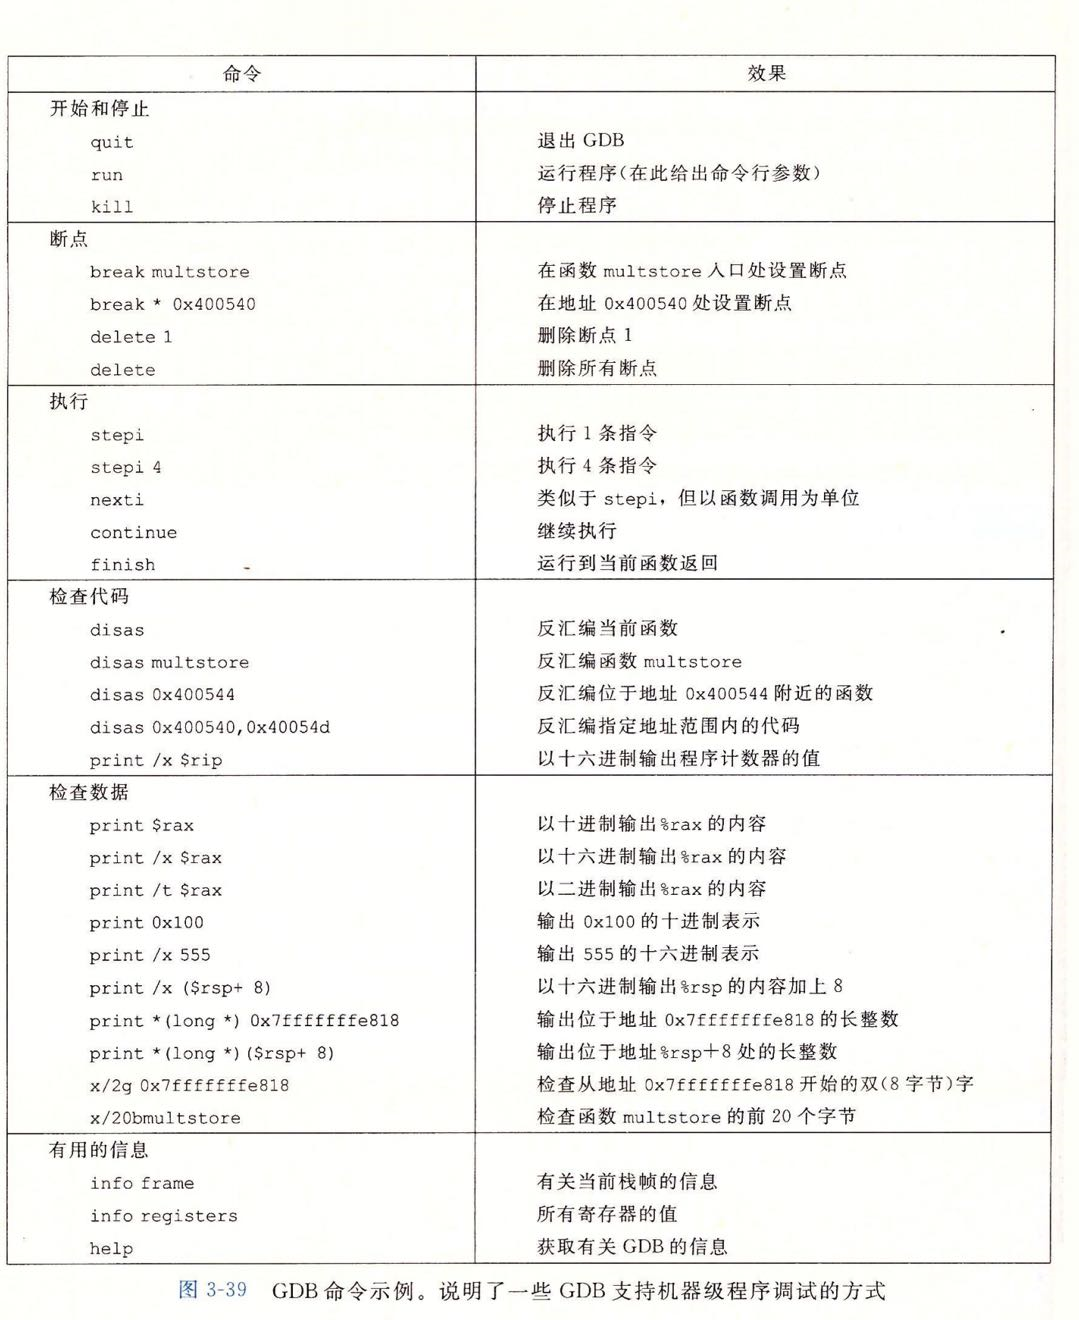 命令 效果
开始和停止
quit 退出 GDB
run 运行程序(在此给出命令行参数)
kill 停止程序
断点
break multstore 在函数 multstore 入口处设置断点
break * 0x400540 在地址 0x400540 处设置断点
delete 1 删除断点 1
delete 删除所有断点
执行
stepi 执行 1 条指令
stepi 4 执行 4 条指令
nexti 类似于 stepi，但以函数调用为单位
continue 继续执行
finish 运行到当前函数返回
检查代码
disas 反汇编当前函数
disas multstore 反汇编函数 multstore
disas 0x400544 反汇编位于地址 0x400544 附近的函数
disas 0x400540,0x40054d 反汇编指定地址范围内的代码
print /x $rip 以十六进制输出程序计数器的值
检查数据
print $rax 以十进制输出%rax 的内容
print /x $rax 以十六进制输出%rax 的内容
print /t $rax 以二进制输出%rax 的内容
print 0x100 输出 0x100 的十进制表示
print /x 555 输出 555 的十六进制表示
print /x ($rsp+ 8) 以十六进制输出%rsp 的内容加上 8
print *(long *) 0x7fffffffe818 输出位于地址 0x7fffffffe818 的长整数
print *(long *)($rsp+ 8) 输出位于地址%rsp+8 处的长整数
x/2g 0x7fffffffe818 检查从地址 0x7fffffffe818 开始的双(8 字节)字
x/20bmultstore 检查函数 multstore 的前 20 个字节
有用的信息
info frame 有关当前栈帧的信息
info registers 所有寄存器的值
help 获取有关 GDB 的信息
图 3-39 GDB 命令示例。说明了一些 GDB 支持机器级程序调试的方式